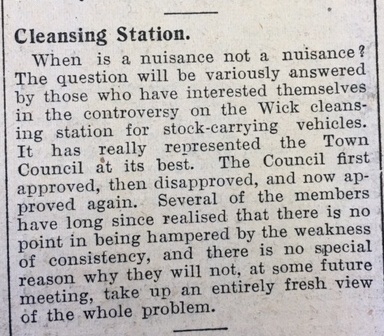 Cleansing Station.
When is a nuisance not a nuisance?
The question will be variously answered
by those who have interested themselves
in the controversy on the Wick cleans-
ing station for stock-carrying vehicles.
It has really represented the Town
Council at its best. The Council first
approved, then disapproved, and now ap-
proved again. Several of the members
have long since realised that there is no
point in being hampered by the weakness
of consistency, and there is no special
reason why they will not, at some future
meeting, take up an entirely fresh view
of the whole problem.